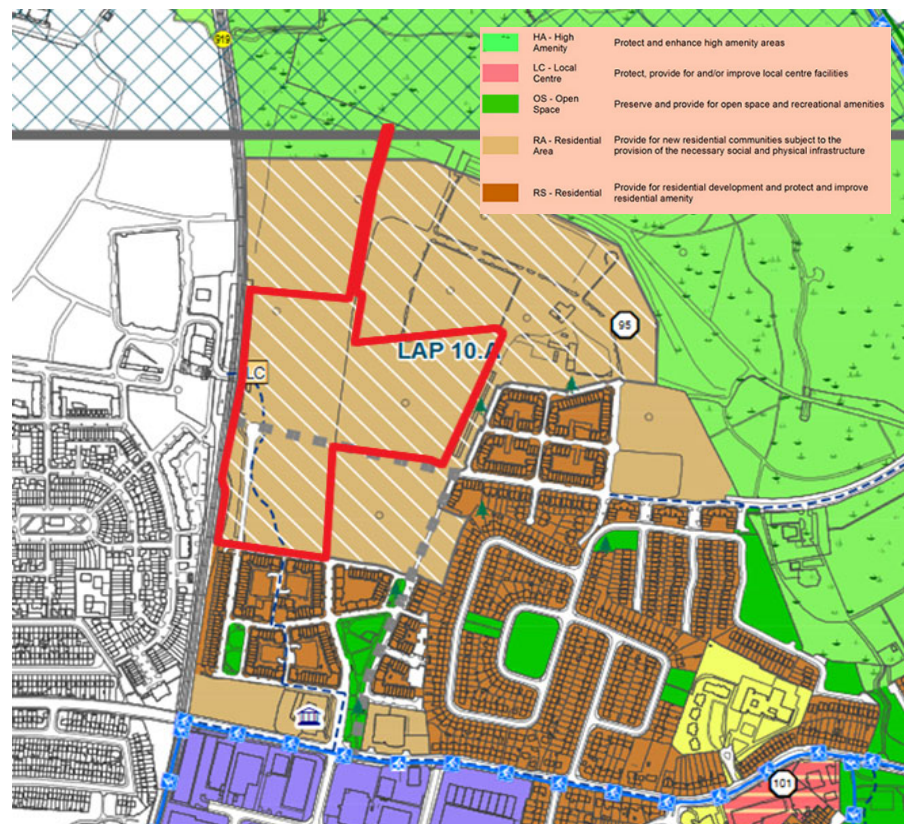 919
HA - High
Amenity
Protect and enhance high amenity areas
LC - Local
Centre
Protect, provide for and/or improve local centre facilities
OS - Open
Space
Preserve and provide for open space and recreational amenities
RA - Residential
Area
Provide for new residential communities subject to the
provision of the necessary social and physical infrastructure
RS - Residential
Provide for residential development and protect and improve
residential amenity
95
LAP 10.A
LC
101